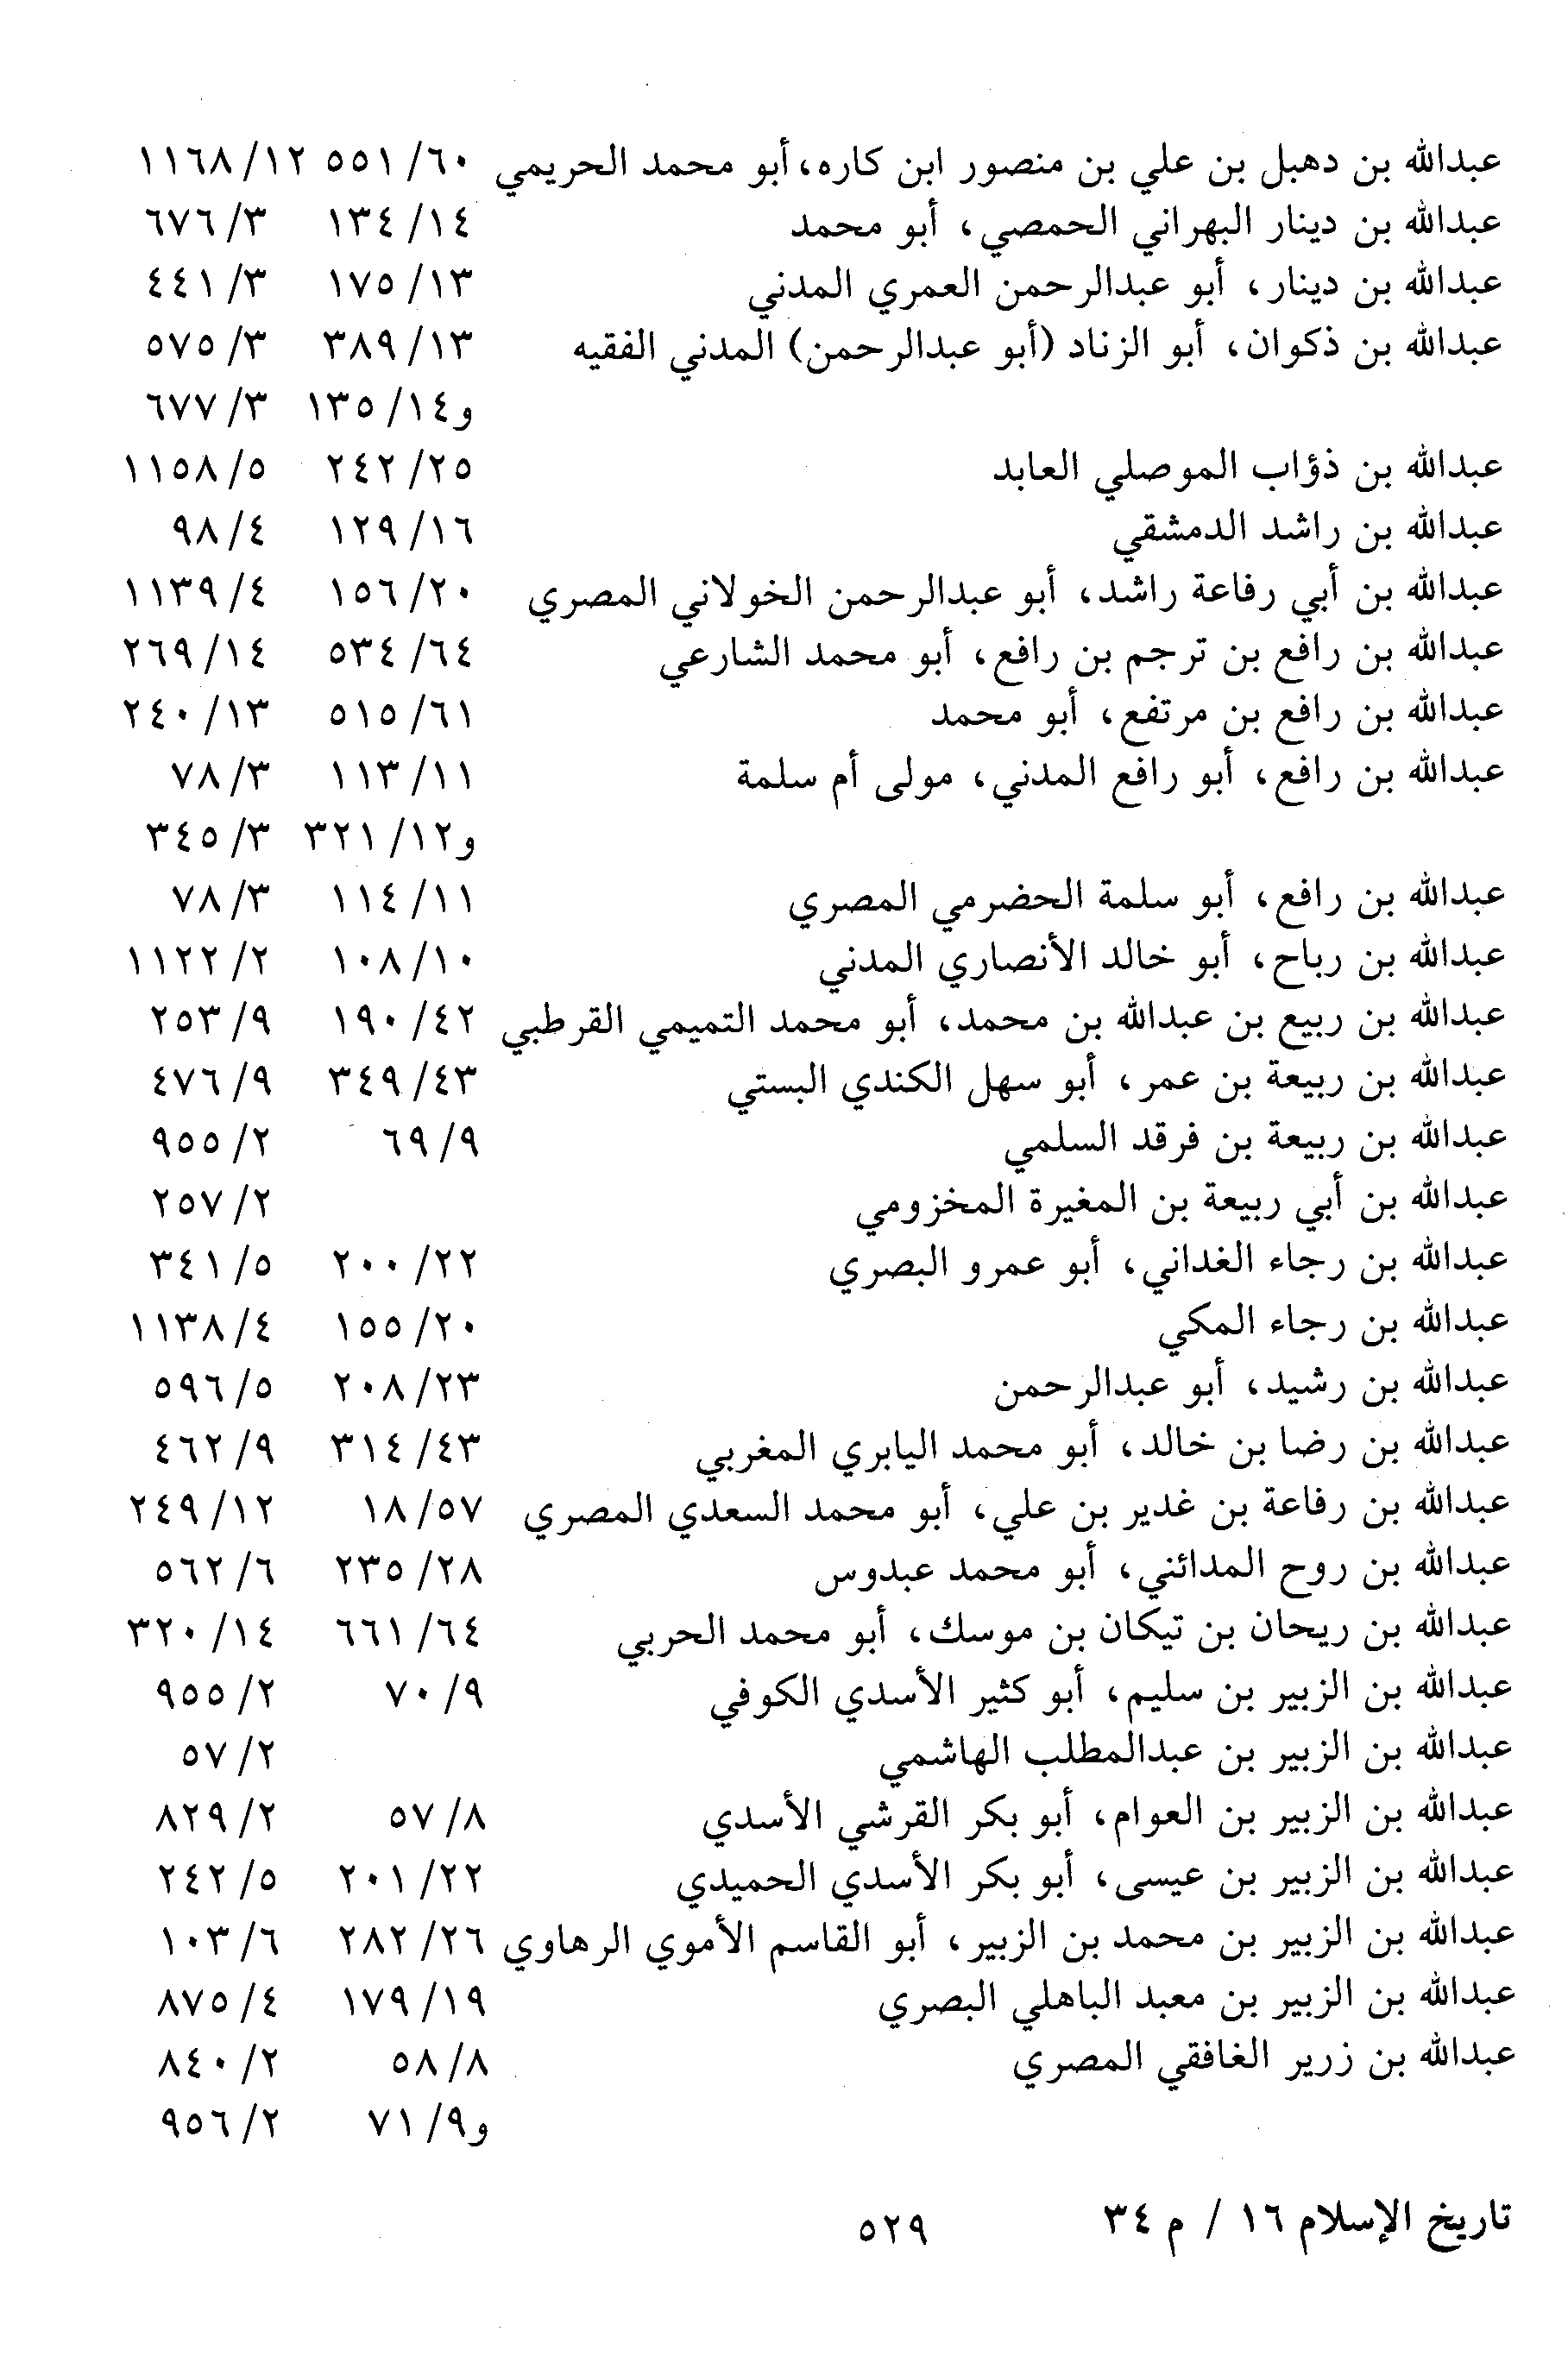 عبدالله بن دهبل بن علي بن منصور ابن كاره، أبو محمد الحريمي ٦٠/ ٥٥١ ١٢/ ١١٦٨
عبدالله بن دينار البهراني الحمصي، أبو محمد ١٤/ ١٣٤ ٣/ ٦٧٦
عبدالله بن دينار، أبو عبدالرحمن العمري المدني ١٣/ ١٧٥ ٣/ ٤٤١
عبدالله بن ذكوان، أبو الزناد (أبو عبدالرحمن) المدني الفقيه ١٣/ ٣٨٩ ٣/ ٥٧٥
و١٤/ ١٣٥ ٣/ ٦٧٧
عبدالله بن ذؤاب الموصلي العابد ٢٥/ ٢٤٢ ٥/ ١١٥٨
عبدالله بن راشد الدمشقي ١٦/ ١٢٩ ٤/ ٩٨
عبدالله بن أبي رفاعة راشد، أبو عبدالرحمن الخولاني المصري ٢٠/ ١٥٦ ٤/ ١١٣٩
عبدالله بن رافع بن ترجم بن رافع، أبو محمد الشارعي ٦٤/ ٥٣٤ ١٤/ ٢٦٩
عبدالله بن رافع بن مرتفع، أبو محمد ٦١/ ٥١٥ ١٣/ ٢٤٠
عبدالله بن رافع، أبو رافع المدني، مولى أم سلمة ١١/ ١١٣ ٣/ ٧٨
و١٢/ ٣٢١ ٣/ ٣٤٥
عبدالله بن رافع، أبو سلمة الحضرمي المصري ١١/ ١١٤ ٣/ ٧٨
عبدالله بن رباح، أبو خالد الأنصاري المدني ١٠/ ١٠٨ ٢/ ١١٢٢
عبدالله بن ربيع بن عبدالله بن محمد، أبو محمد التميمي القرطبي ٤٢/ ١٩٠ ٩/ ٢٥٣
عبدالله بن ربيعة بن عمر، أبو سهل الكندي البستي ٤٣/ ٣٤٩ ٩/ ٤٧٦
عبدالله بن ربيعة بن فرقد السلمي ٩/ ٦٩ ٢/ ٩٥٥
عبدالله بن أبي ربيعة بن المغيرة المخزومي ٢/ ٢٥٧
عبدالله بن رجاء الغداني، أبو عمرو البصري ٢٢/ ٢٠٠ ٥/ ٣٤١
عبدالله بن رجاء المكي ٢٠/ ١٥٥ ٤/ ١١٣٨
عبدالله بن رشيد، أبو عبدالرحمن ٢٣/ ٢٠٨ ٥/ ٥٩٦
عبدالله بن رضا بن خالد، أبو محمد اليابري المغربي ٤٣/ ٣١٤ ٩/ ٤٦٢
عبدالله بن رفاعة بن غدير بن علي، أبو محمد السعدي المصري ٥٧/ ١٨ ١٢/ ٢٤٩
عبدالله بن روح المدائني، أبو محمد عبدوس ٢٨/ ٢٣٥ ٦/ ٥٦٢
عبدالله بن ريحان بن تيكان بن موسك، أبو محمد الحربي ٦٤/ ٦٦١ ١٤/ ٣٢٠
عبدالله بن الزبير بن سليم، أبو كثير الأسدي الكوفي ٩/ ٧٠ ٢/ ٩٥٥
عبدالله بن الزبير بن عبدالمطلب الهاشمي ٢/ ٥٧
عبدالله بن الزبير بن العوام، أبو بكر القرشي الأسدي ٨/ ٥٧ ٢/ ٨٢٩
عبدالله بن الزبير بن عيسى، أبو بكر الأسدي الحميدي ٢٢/ ٢٠١ ٥/ ٢٤٢
عبدالله بن الزبير بن محمد بن الزبير، أبو القاسم الأموي الرهاوي ٢٦/ ٢٨٢ ٦/ ١٠٣
عبدالله بن الزبير بن معبد الباهلي البصري ١٩/ ١٧٩ ٤/ ٨٧٥
عبدالله بن زرير الغافقي المصري ٨/ ٥٨ ٢/ ٨٤٠
و٩/ ٧١ ٢/ ٩٥٦
تاريخ الإسلام ١٦ / م ٣٤ ٥٢٩